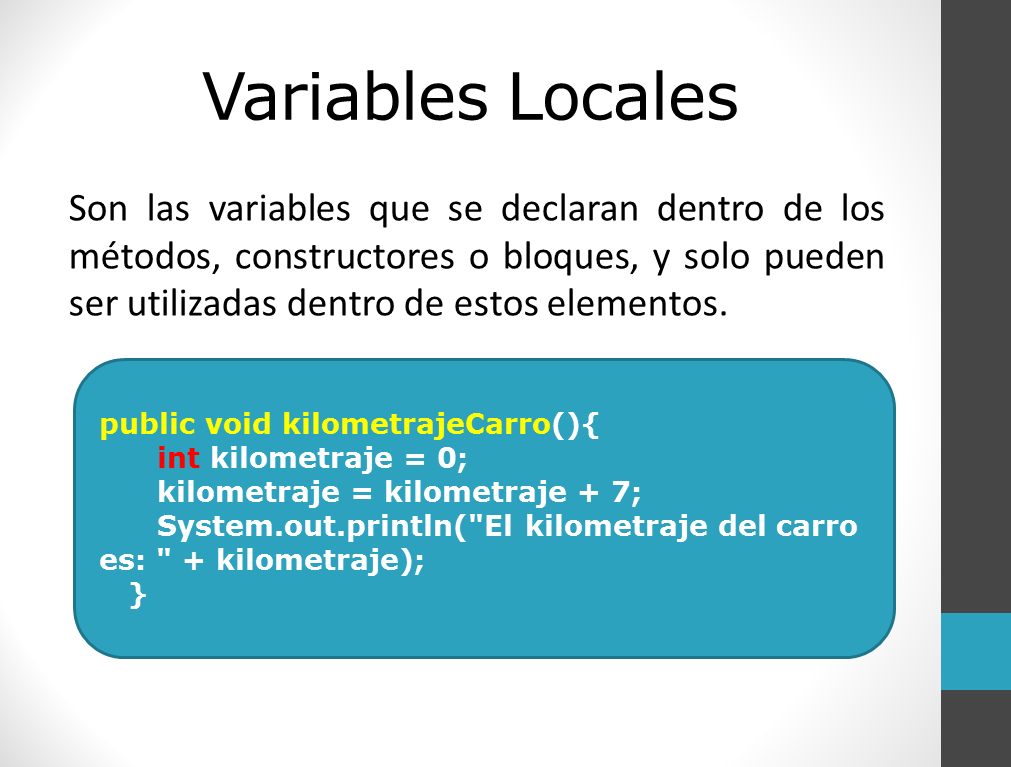 Variables Locales
Son las variables que se declaran dentro de los
métodos, constructores o bloques, y solo pueden
ser utilizadas dentro de estos elementos.
public void kilometrajeCarro(){
int kilometraje = 0;
kilometraje = kilometraje + 7;
System.out.println("El kilometraje del carro
es: " + kilometraje);
}